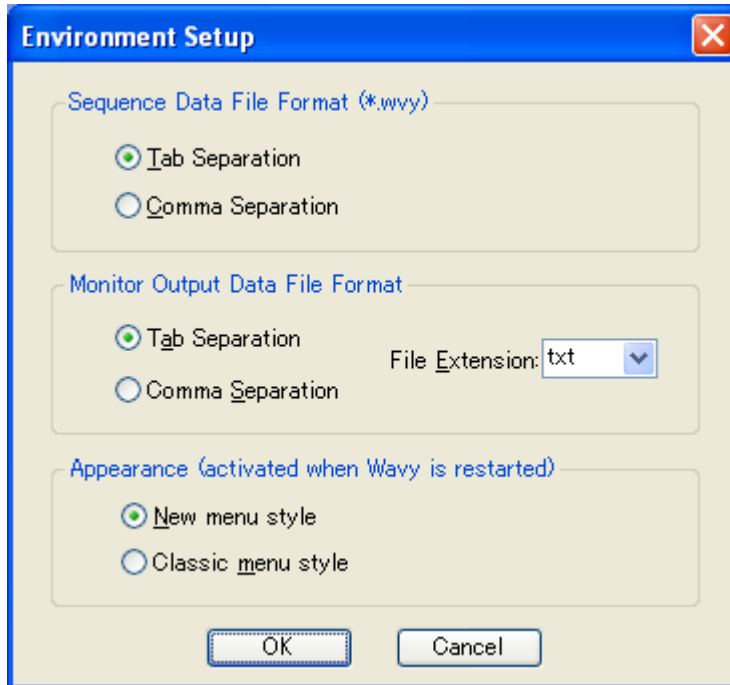 Environment Setup
Sequence Data File Format (*.wvy)
Tab Separation
Comma Separation
Monitor Output Data File Format
Tab Separation
File Extension: txt
Comma Separation
Appearance (activated when Wavy is restarted)
New menu style
Classic menu style
OK Cancel